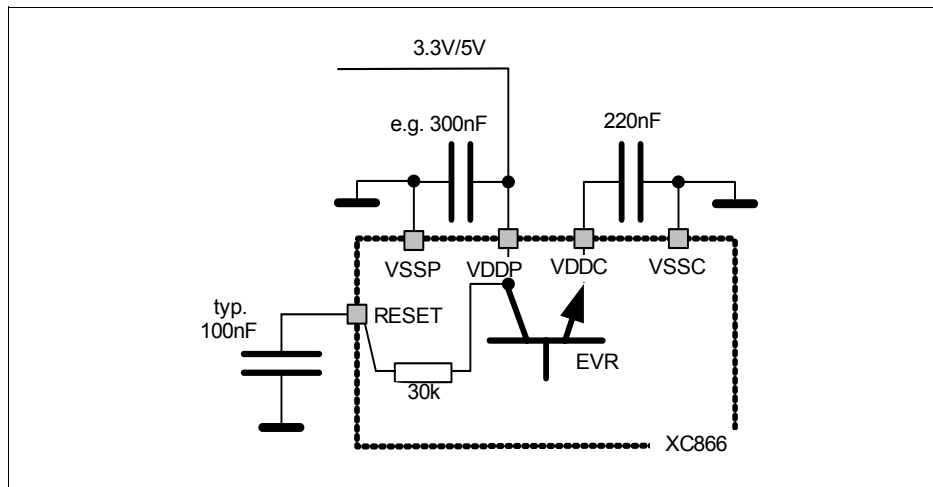 3.3V/5V
e.g. 300nF
220nF
VSSP
VDDP
VDDC
VSSC
typ.
100nF
RESET
EVR
30k
XC866